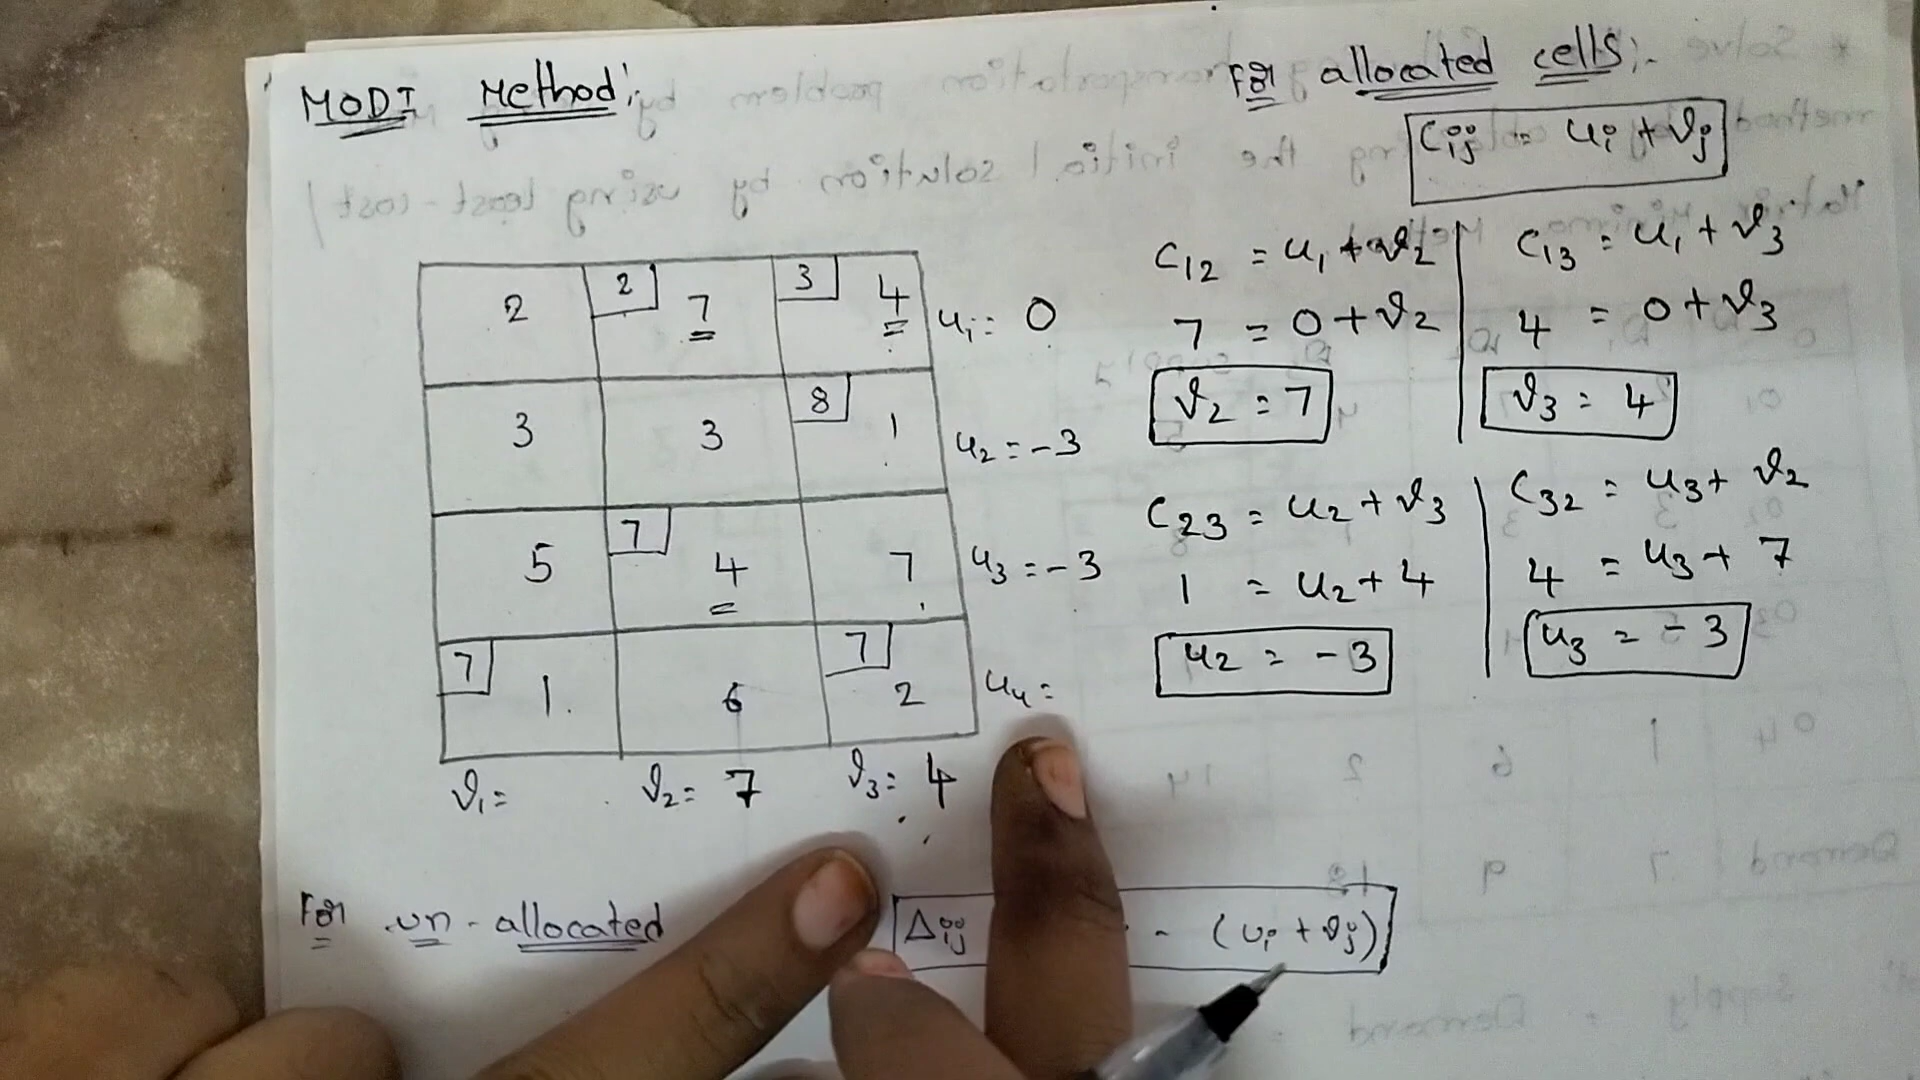 MODI Method:
For allocated cells:-
Cij = ui + vj
2 2 7 3 4 u1 = 0
3 3 8 1 u2 = -3
5 7 4 7 u3 = -3
7 1 6 7 2 u4 =
v1 = v2 = 7 v3 = 4
C12 = u1 + v2
7 = 0 + v2
v2 = 7
C13 = u1 + v3
4 = 0 + v3
v3 = 4
C23 = u2 + v3
1 = u2 + 4
u2 = -3
C32 = u3 + v2
4 = u3 + 7
u3 = -3
For un-allocated
Δij - (ui + vj)